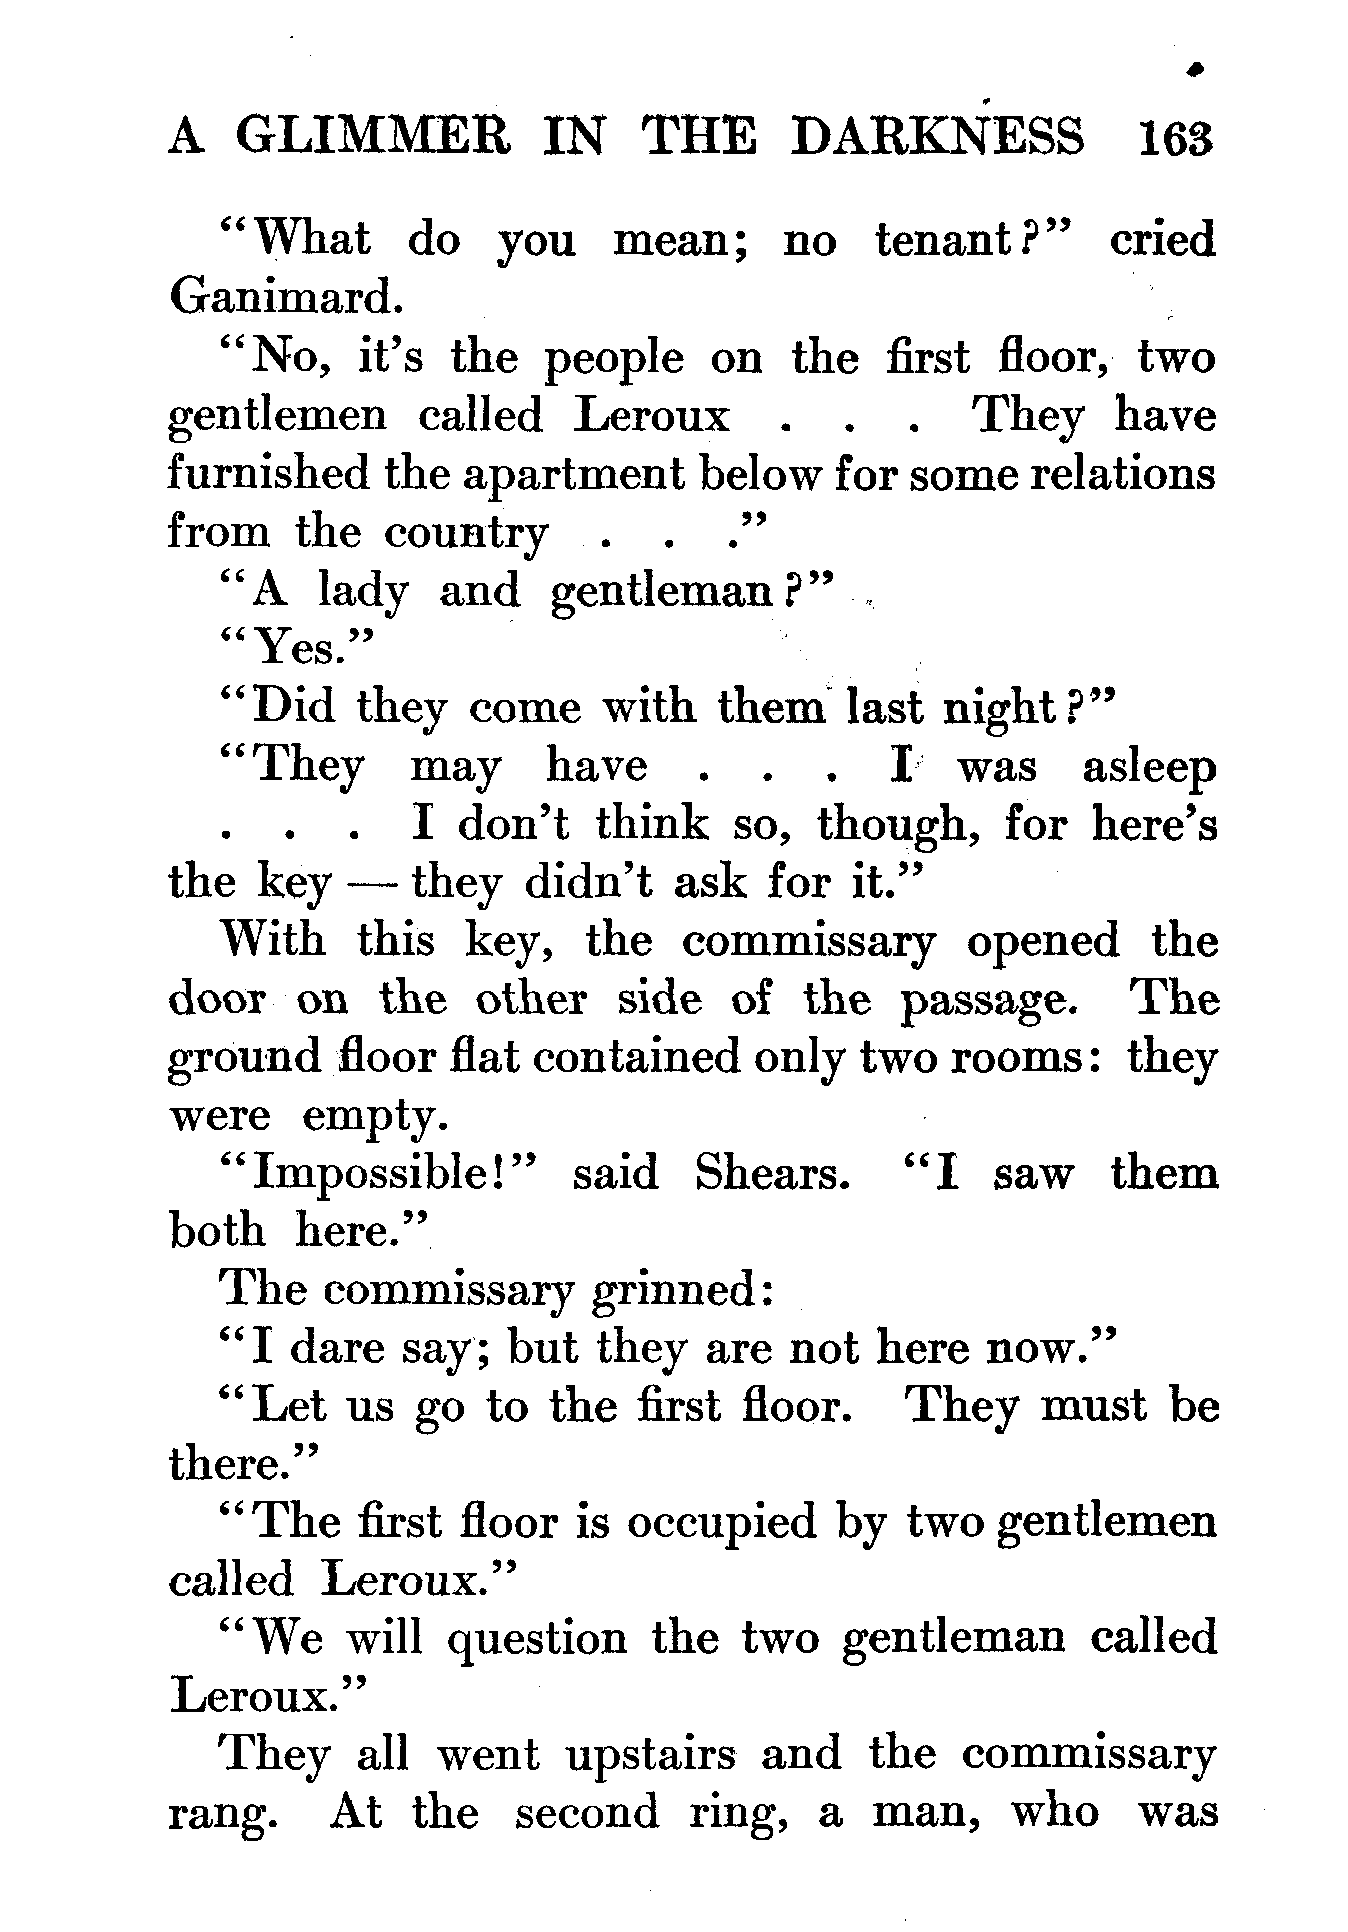 A GLIMMER IN THE DARKNESS 163
"What do you mean; no tenant?" cried
Ganimard.
"No, it's the people on the first floor, two
gentlemen called Leroux . . . They have
furnished the apartment below for some relations
from the country . . ."
"A lady and gentleman?"
"Yes."
"Did they come with them last night?"
"They may have . . . I was asleep
. . . I don't think so, though, for here's
the key — they didn't ask for it."
With this key, the commissary opened the
door on the other side of the passage. The
ground floor flat contained only two rooms: they
were empty.
"Impossible!" said Shears. "I saw them
both here."
The commissary grinned:
"I dare say; but they are not here now."
"Let us go to the first floor. They must be
there."
"The first floor is occupied by two gentlemen
called Leroux."
"We will question the two gentleman called
Leroux."
They all went upstairs and the commissary
rang. At the second ring, a man, who was